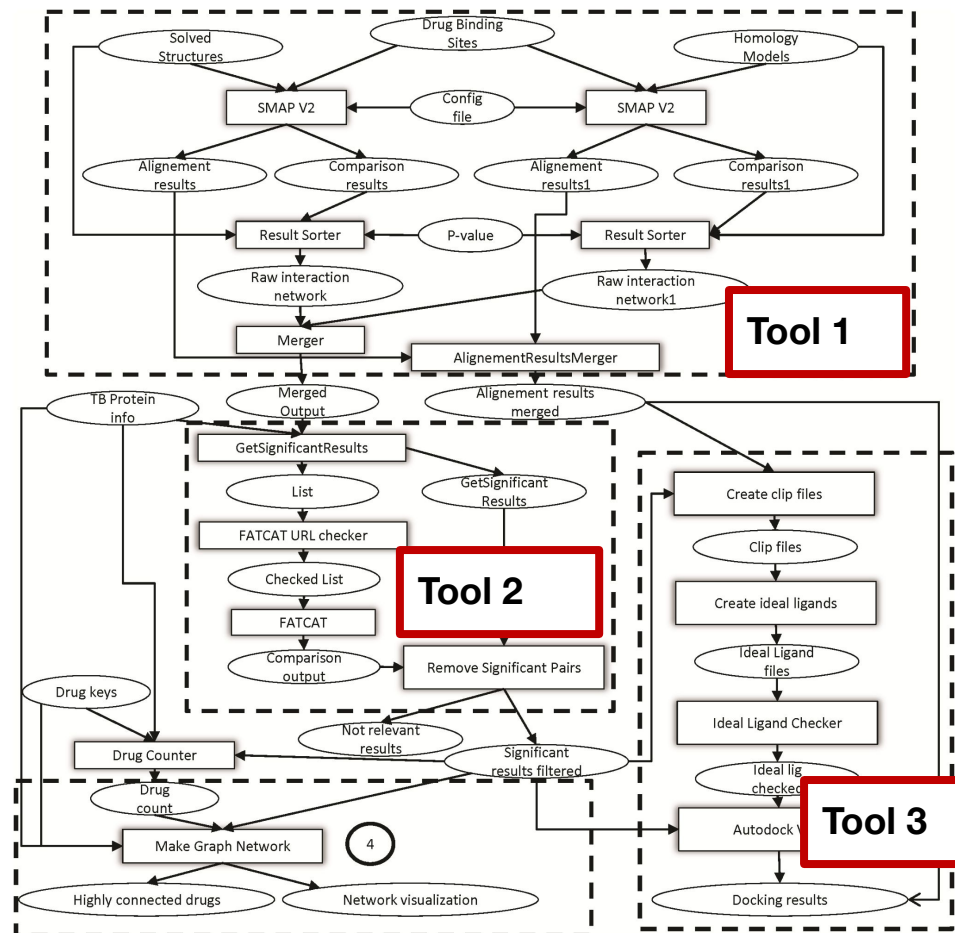 Solved
Structures
Drug Binding
Sites
Homology
Models
SMAP V2
Config
file
SMAP V2
Alignement
results
Comparison
results
Alignement
results1
Comparison
results1
Result Sorter
P-value
Result Sorter
Raw interaction
network
Raw interaction
network1
Tool 1
Merger
AlignementResultsMerger
TB Protein
info
Merged
Output
Alignement results
merged
GetSignificantResults
List
GetSignificant
Results
Create clip files
FATCAT URL checker
Clip files
Checked List
Tool 2
Create ideal ligands
FATCAT
Comparison
output
Remove Significant Pairs
Ideal Ligand
files
Drug keys
Not relevant
results
Ideal Ligand Checker
Drug Counter
Significant
results filtered
Ideal lig
checked
Drug
count
Autodock
Tool 3
Make Graph Network
4
Highly connected drugs
Network visualization
Docking results